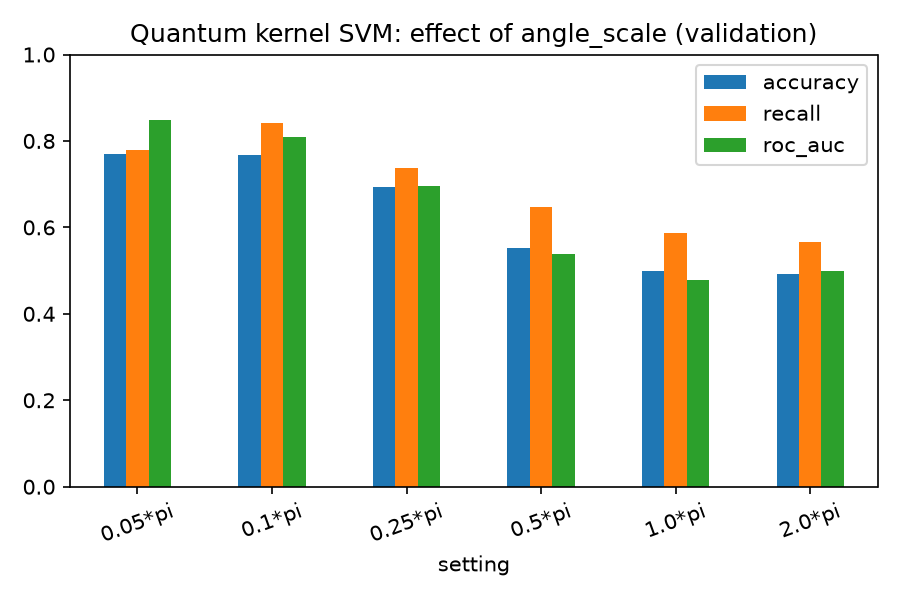 Quantum kernel SVM: effect of angle_scale (validation)
1.0
0.8
0.6
0.4
0.2
0.0
accuracy
recall
roc_auc
0.05*pi
0.1*pi
0.25*pi
0.5*pi
1.0*pi
2.0*pi
setting